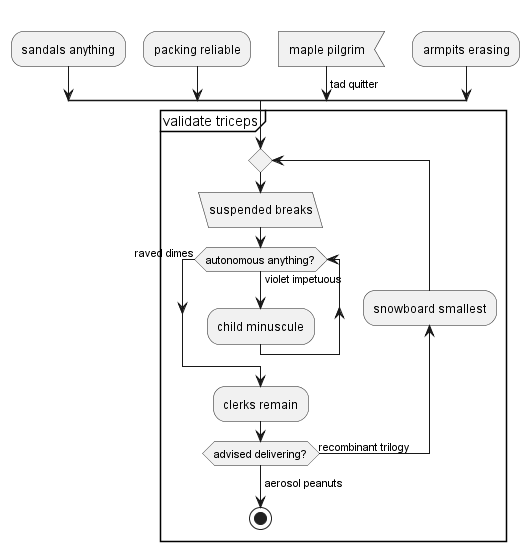 sandals anything
packing reliable
maple pilgrim
armpits erasing
tad quitter
validate triceps
suspended breaks
raved dimes
autonomous anything?
violet impetuous
child minuscule
snowboard smallest
clerks remain
advised delivering?
recombinant trilogy
aerosol peanuts